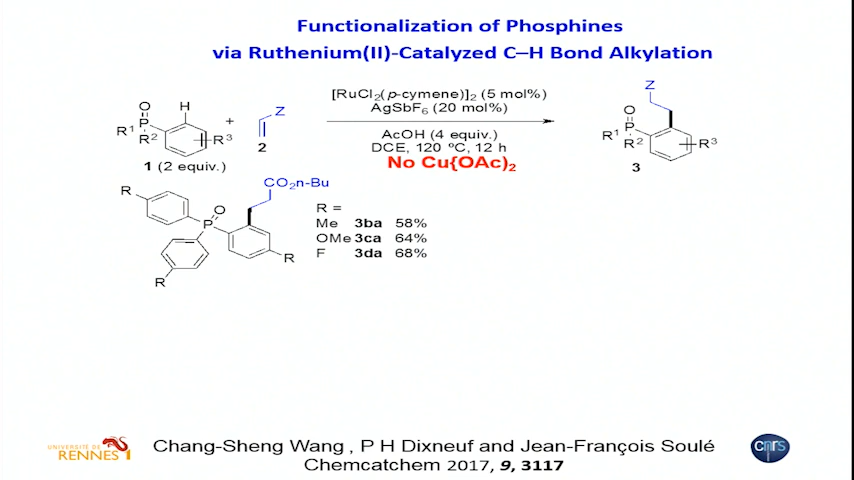 Functionalization of Phosphines
via Ruthenium(II)-Catalyzed C–H Bond Alkylation
O
H
P
R1
R2
R3
1 (2 equiv.)
+
Z
2
[RuCl2(p-cymene)]2 (5 mol%)
AgSbF6 (20 mol%)
AcOH (4 equiv.)
DCE, 120 ºC, 12 h
No Cu{OAc)2
Z
O
P
R1
R2
R3
3
CO2n-Bu
R
O
P
R
R
R =
Me 3ba 58%
OMe 3ca 64%
F 3da 68%
UNIVERSITE DE
RENNES 1
Chang-Sheng Wang , P H Dixneuf and Jean-François Soulé
Chemcatchem 2017, 9, 3117
cnrs